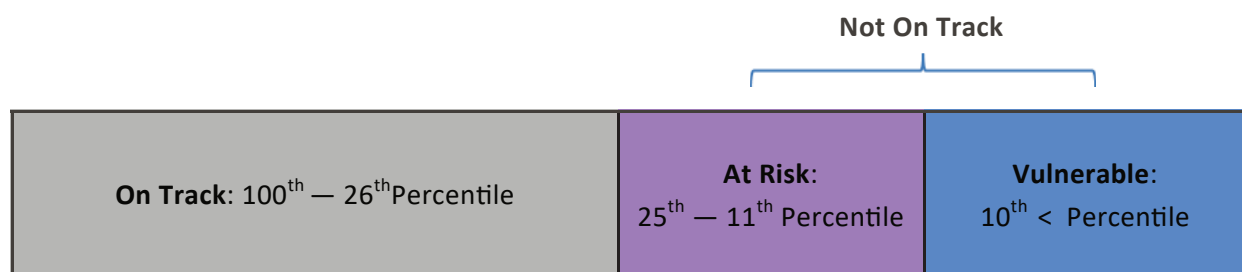 Not On Track
On Track: 100th — 26thPercentile
At Risk:
25th — 11th Percentile
Vulnerable:
10th < Percentile